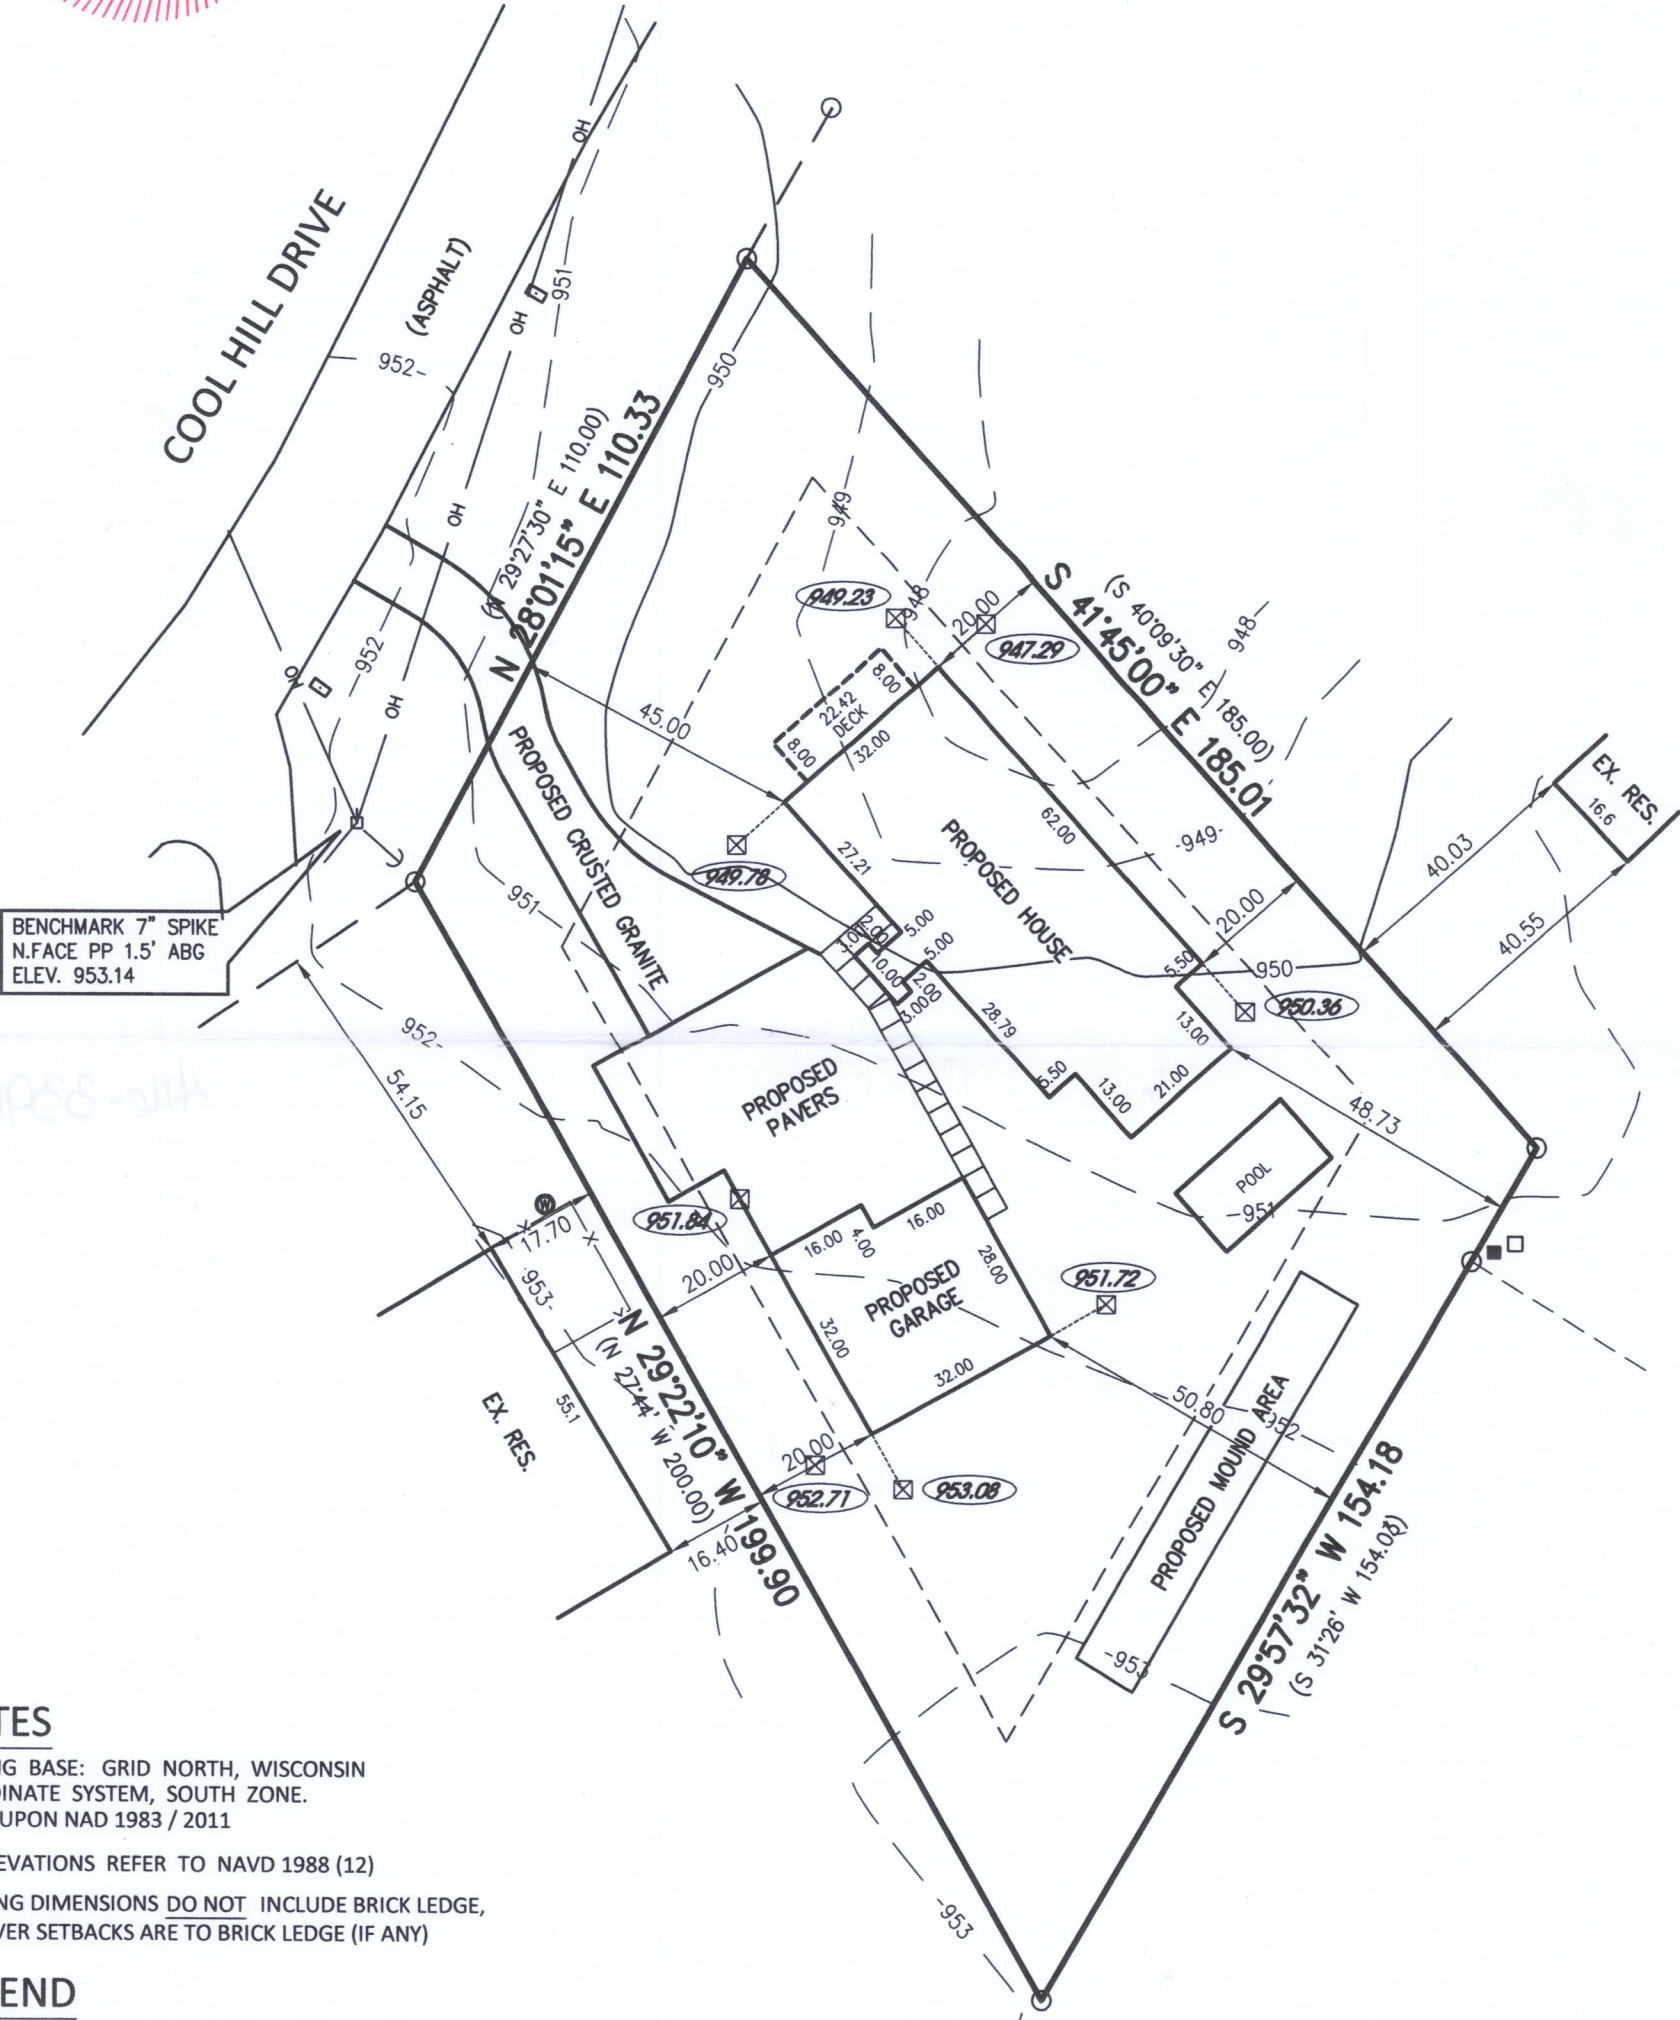 COOL HILL DRIVE
(ASPHALT)
OH
OH
OH
OH
OH
951
952-
950
N 28°01'15" E 110.33
(N 29°27'30" E 110.00)
949
948
949.23
20.00
947.29
S 41°45'00" E 185.01
(S 40°09'30" E 185.00)
948
952
45.00
8.00
22.42
DECK
8.00
32.00
EX. RES.
16.6
PROPOSED CRUSTED GRANITE
PROPOSED HOUSE
62.00
-949-
40.03
27.21
949.78
951
5.00
2.00
3.00
5.00
10.00
2.00
3.00
20.00
40.55
BENCHMARK 7" SPIKE
N.FACE PP 1.5' ABG
ELEV. 953.14
5.50
950
950.36
952-
28.79
13.00
54.15
PROPOSED
PAVERS
5.50
13.00
21.00
48.73
POOL
-951
W
17.70
951.84
16.00
4.00
16.00
28.00
20.00
953-
PROPOSED
GARAGE
951.72
32.00
32.00
N 29°22'10" W 199.90
(N 27°44' W 200.00)
EX. RES.
55.1
50.80
952
PROPOSED MOUND AREA
20.00
952.71
953.08
16.40
S 29°57'32" W 154.18
-953
-953
TES
NG BASE: GRID NORTH, WISCONSIN
DINATE SYSTEM, SOUTH ZONE.
UPON NAD 1983 / 2011
EVATIONS REFER TO NAVD 1988 (12)
NG DIMENSIONS DO NOT INCLUDE BRICK LEDGE,
VER SETBACKS ARE TO BRICK LEDGE (IF ANY)
END